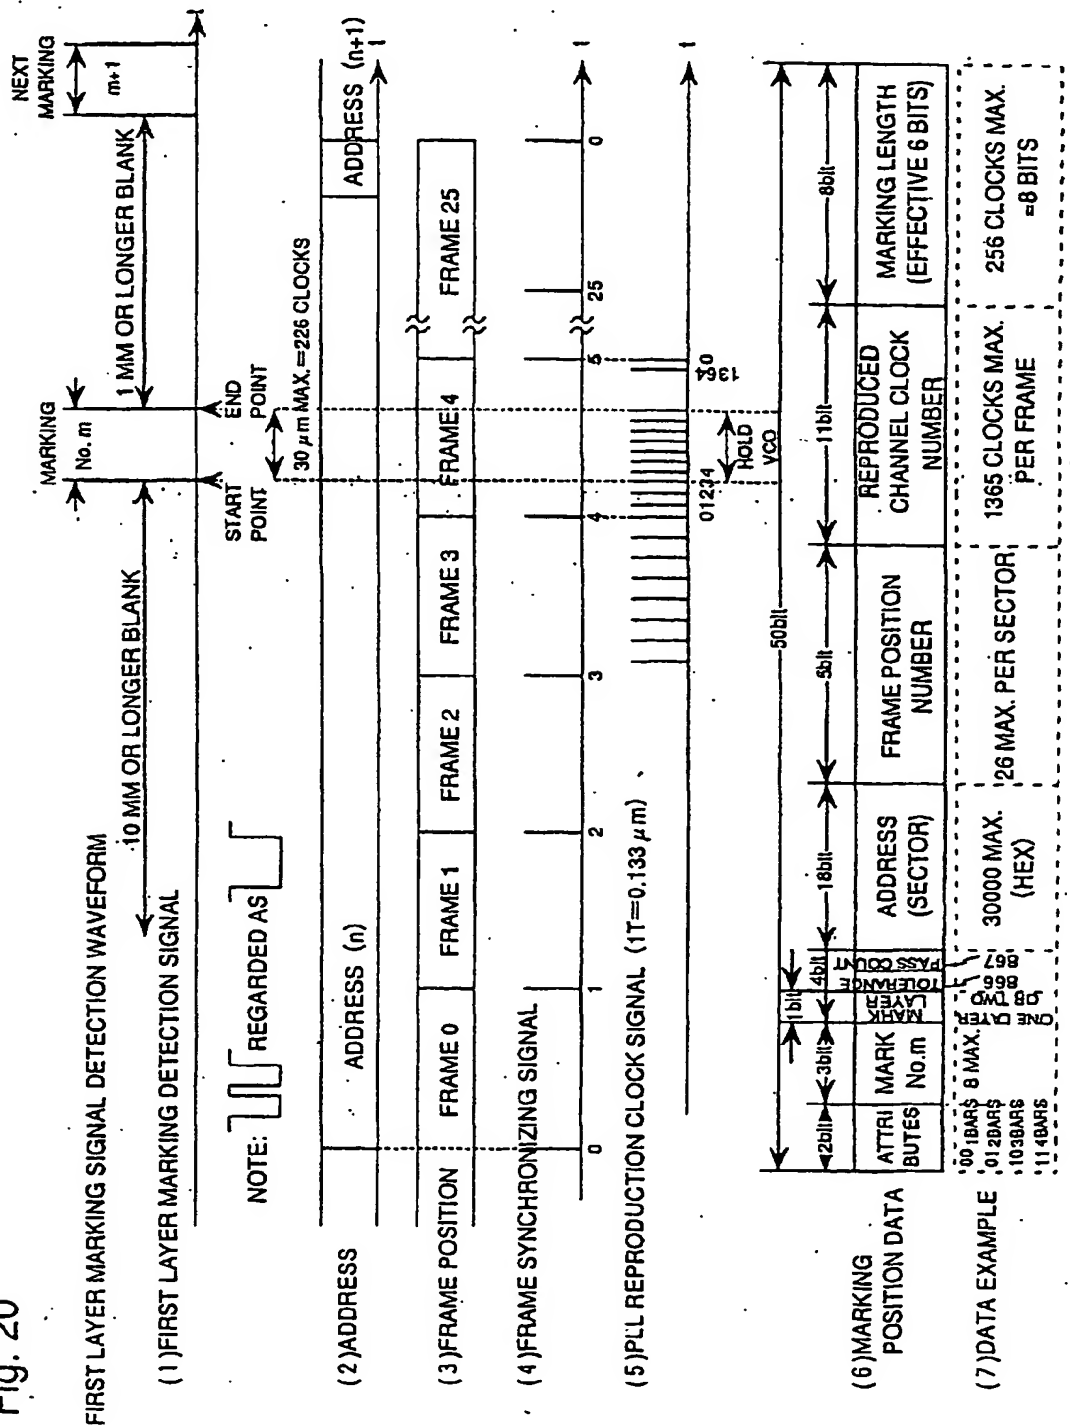 Fig. 20
FIRST LAYER MARKING SIGNAL DETECTION WAVEFORM
MARKING
No. m
NEXT
MARKING
m+1
10 MM OR LONGER BLANK
1 MM OR LONGER BLANK
(1)FIRST LAYER MARKING DETECTION SIGNAL
t
START
POINT
END
POINT
NOTE:
REGARDED AS
30 μm MAX.=226 CLOCKS
(2)ADDRESS
ADDRESS (n)
ADDRESS (n+1)
t
(3)FRAME POSITION
FRAME 0
FRAME 1
FRAME 2
FRAME 3
FRAME 4
FRAME 25
(4)FRAME SYNCHRONIZING SIGNAL
0
1
2
3
4
5
25
0
t
(5)PLL REPRODUCTION CLOCK SIGNAL (1T=0.133 μm)
01234
1364
0
t
HOLD
VCO
50bit
2bit
3bit
1bit
4bit
18bit
5bit
11bit
8bit
(6)MARKING
POSITION DATA
ATTRI
BUTES
MARK
No.m
MARK
LAYER
TOLERANCE
PASS COUNT
ADDRESS
(SECTOR)
FRAME POSITION
NUMBER
REPRODUCED
CHANNEL CLOCK
NUMBER
MARKING LENGTH
(EFFECTIVE 6 BITS)
(7)DATA EXAMPLE
00 1BARS
01 2BARS
10 3BARS
11 4BARS
8 MAX.
ONE LAYER
OR TWO
866
867
30000 MAX.
(HEX)
26 MAX. PER SECTOR
1365 CLOCKS MAX.
PER FRAME
256 CLOCKS MAX.
=8 BITS